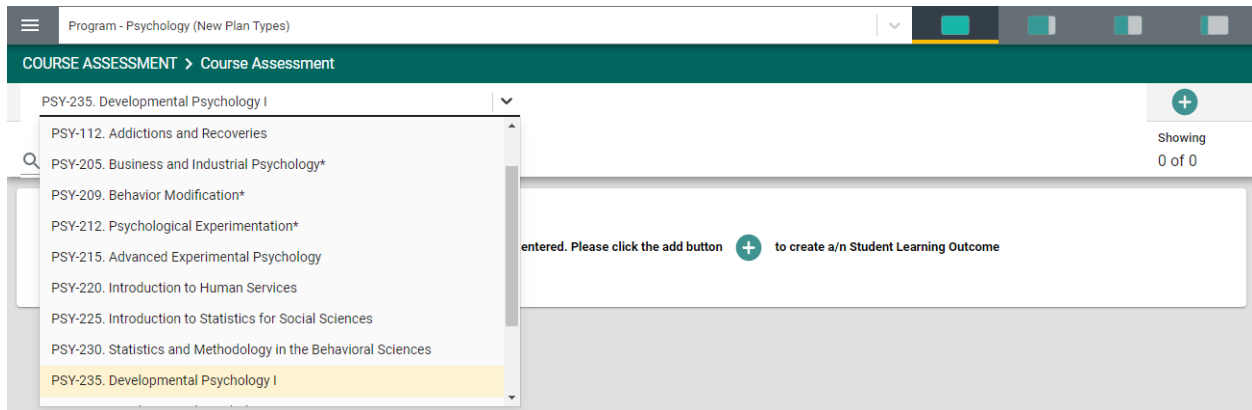 Program - Psychology (New Plan Types)
COURSE ASSESSMENT > Course Assessment
PSY-235. Developmental Psychology I
Showing
0 of 0
PSY-112. Addictions and Recoveries
PSY-205. Business and Industrial Psychology*
PSY-209. Behavior Modification*
PSY-212. Psychological Experimentation*
PSY-215. Advanced Experimental Psychology
PSY-220. Introduction to Human Services
PSY-225. Introduction to Statistics for Social Sciences
PSY-230. Statistics and Methodology in the Behavioral Sciences
PSY-235. Developmental Psychology I
entered. Please click the add button to create a/n Student Learning Outcome